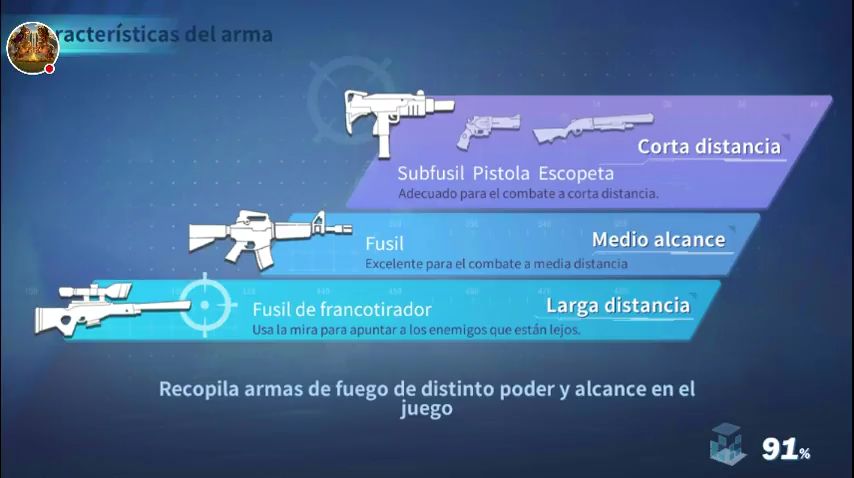 racterísticas del arma
Corta distancia
Subfusil Pistola Escopeta
Adecuado para el combate a corta distancia.
Fusil
Medio alcance
Excelente para el combate a media distancia
Fusil de francotirador
Larga distancia
Usa la mira para apuntar a los enemigos que están lejos.
Recopila armas de fuego de distinto poder y alcance en el
juego
91%